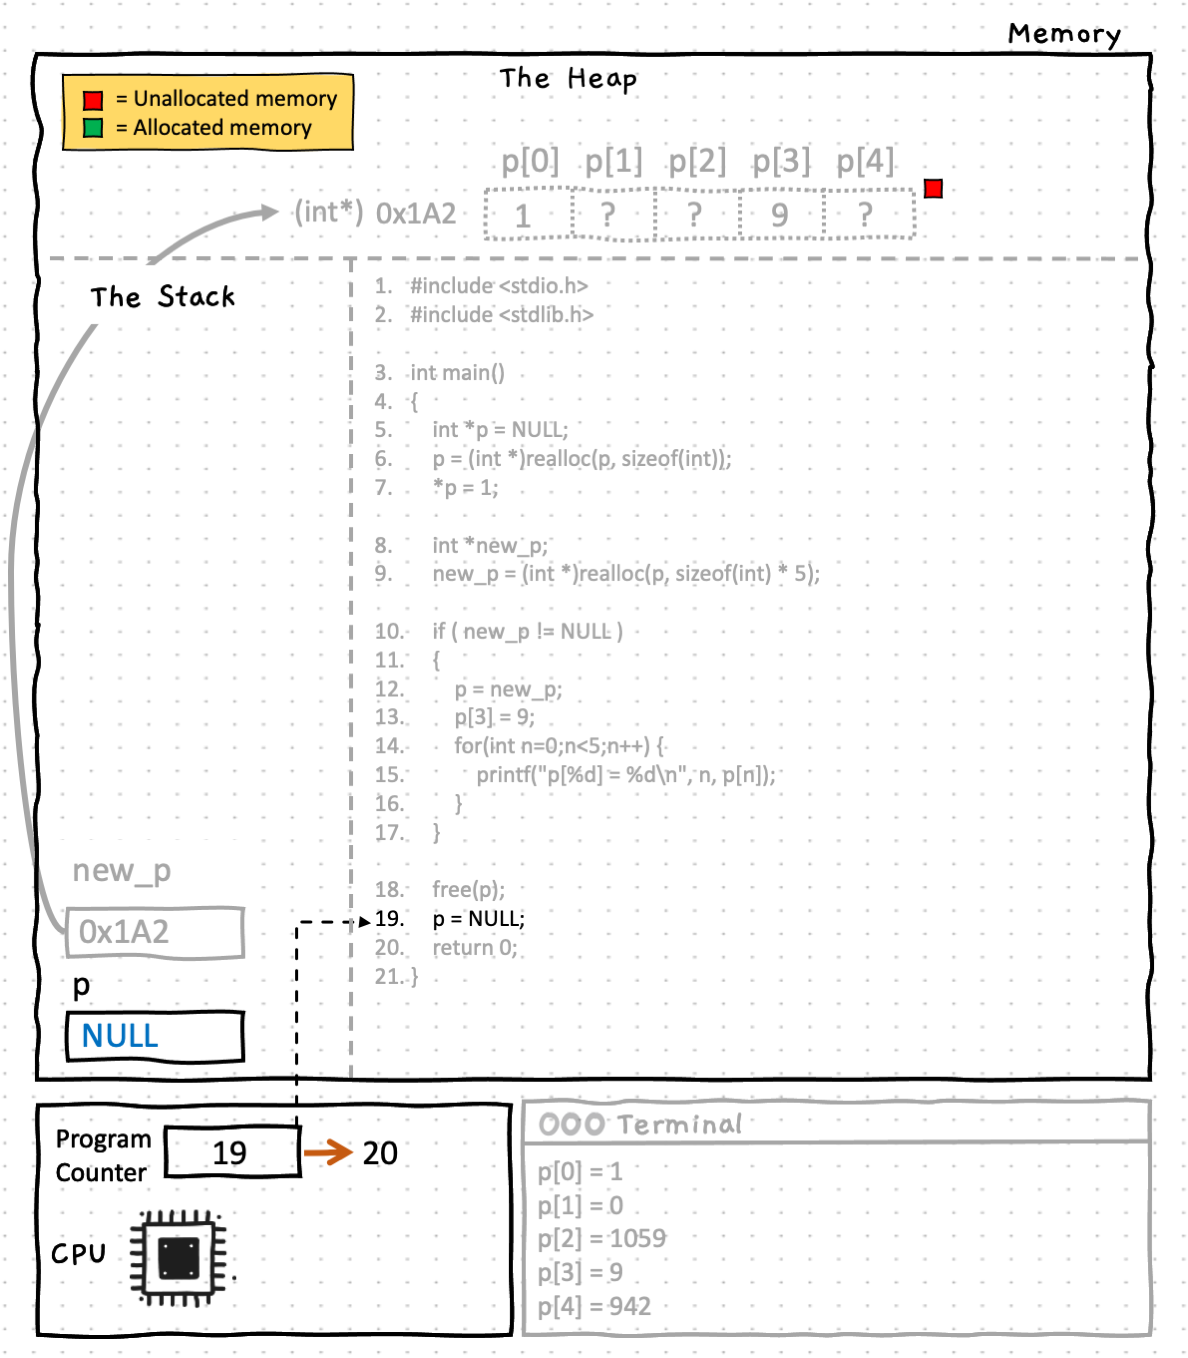 Memory
The Heap
= Unallocated memory
= Allocated memory
p[0] p[1] p[2] p[3] p[4]
(int*) 0x1A2 1 ? ? 9 ?
The Stack
1. #include <stdio.h>
2. #include <stdlib.h>
3. int main()
4. {
5. int *p = NULL;
6. p = (int *)realloc(p, sizeof(int));
7. *p = 1;
8. int *new_p;
9. new_p = (int *)realloc(p, sizeof(int) * 5);
10. if ( new_p != NULL )
11. {
12. p = new_p;
13. p[3] = 9;
14. for(int n=0;n<5;n++) {
15. printf("p[%d] = %d\n", n, p[n]);
16. }
17. }
18. free(p);
19. p = NULL;
20. return 0;
21. }
new_p
0x1A2
p
NULL
Program
Counter
19
20
CPU
Terminal
p[0] = 1
p[1] = 0
p[2] = 1059
p[3] = 9
p[4] = 942